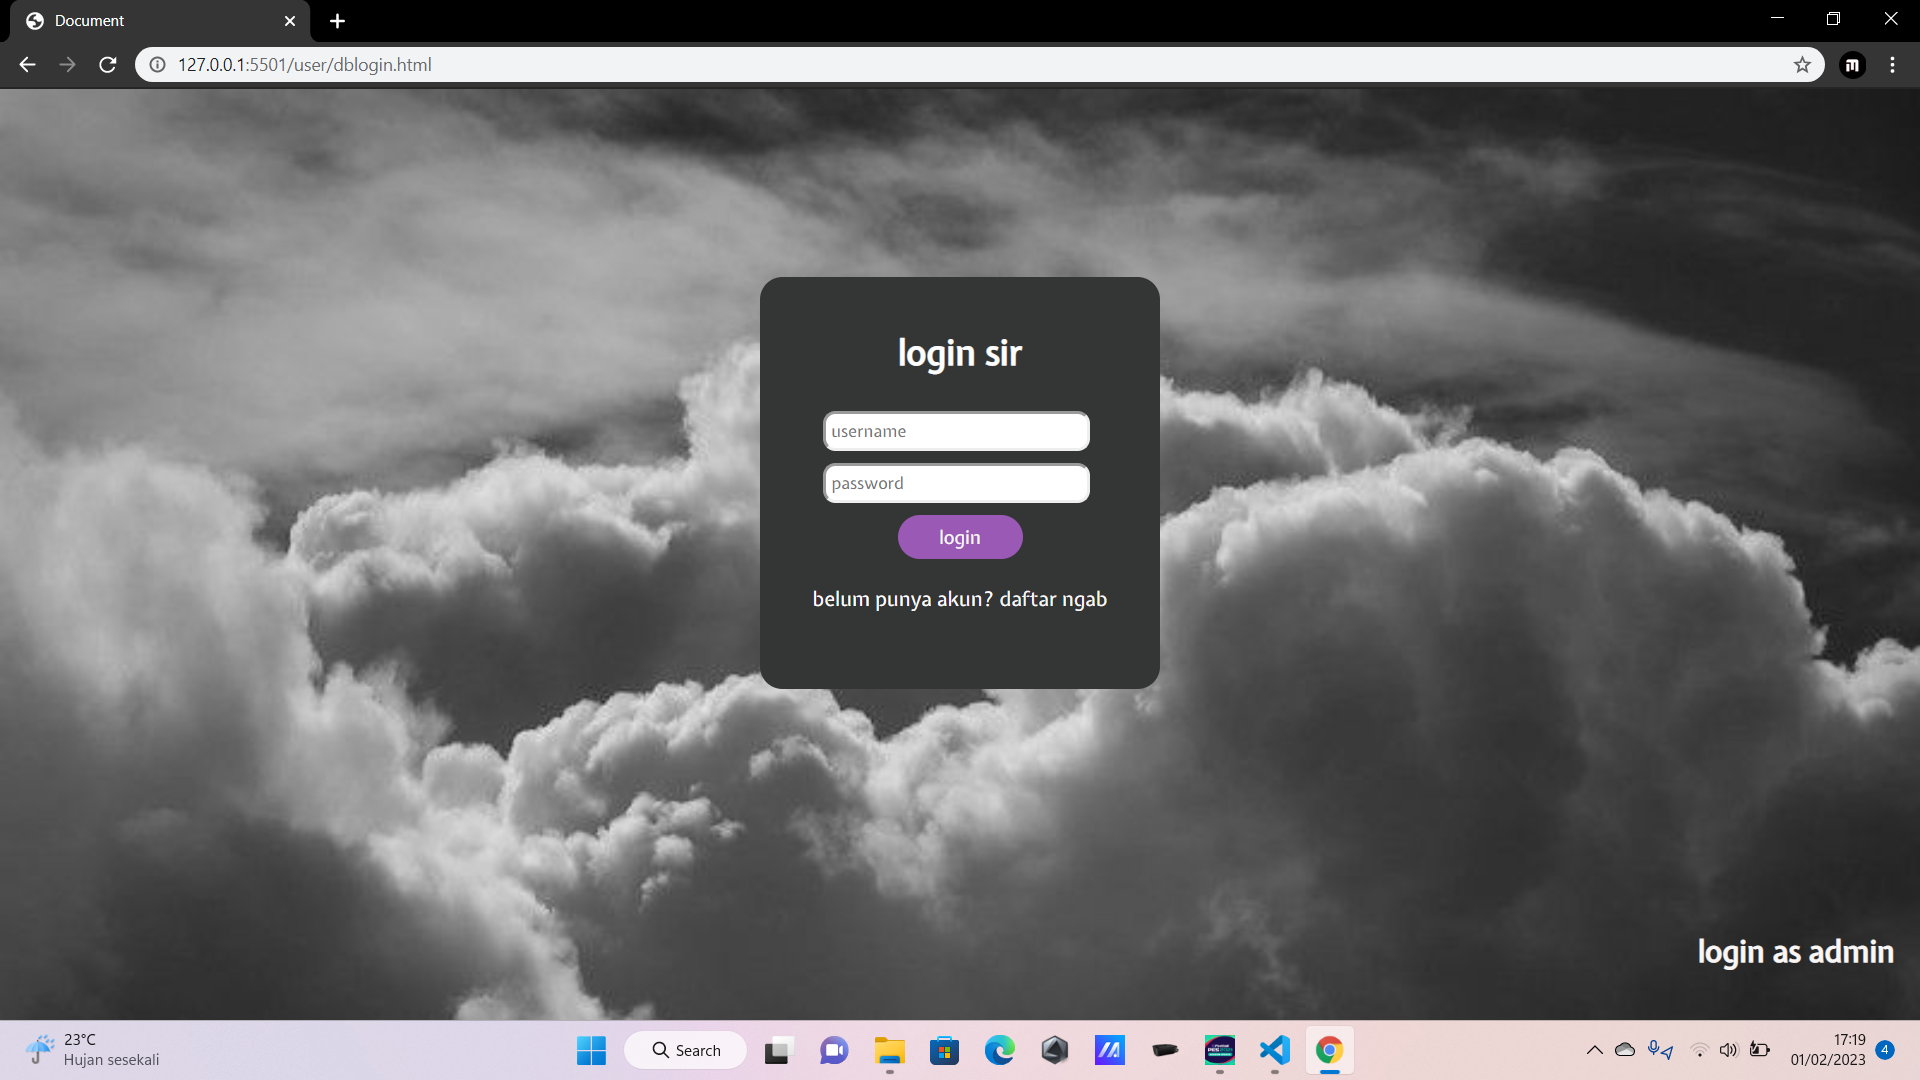 Document
127.0.0.1:5501/user/dblogin.html
login sir
username
password
login
belum punya akun? daftar ngab
login as admin
23°C
Hujan sesekali
Search
17:19
01/02/2023
4